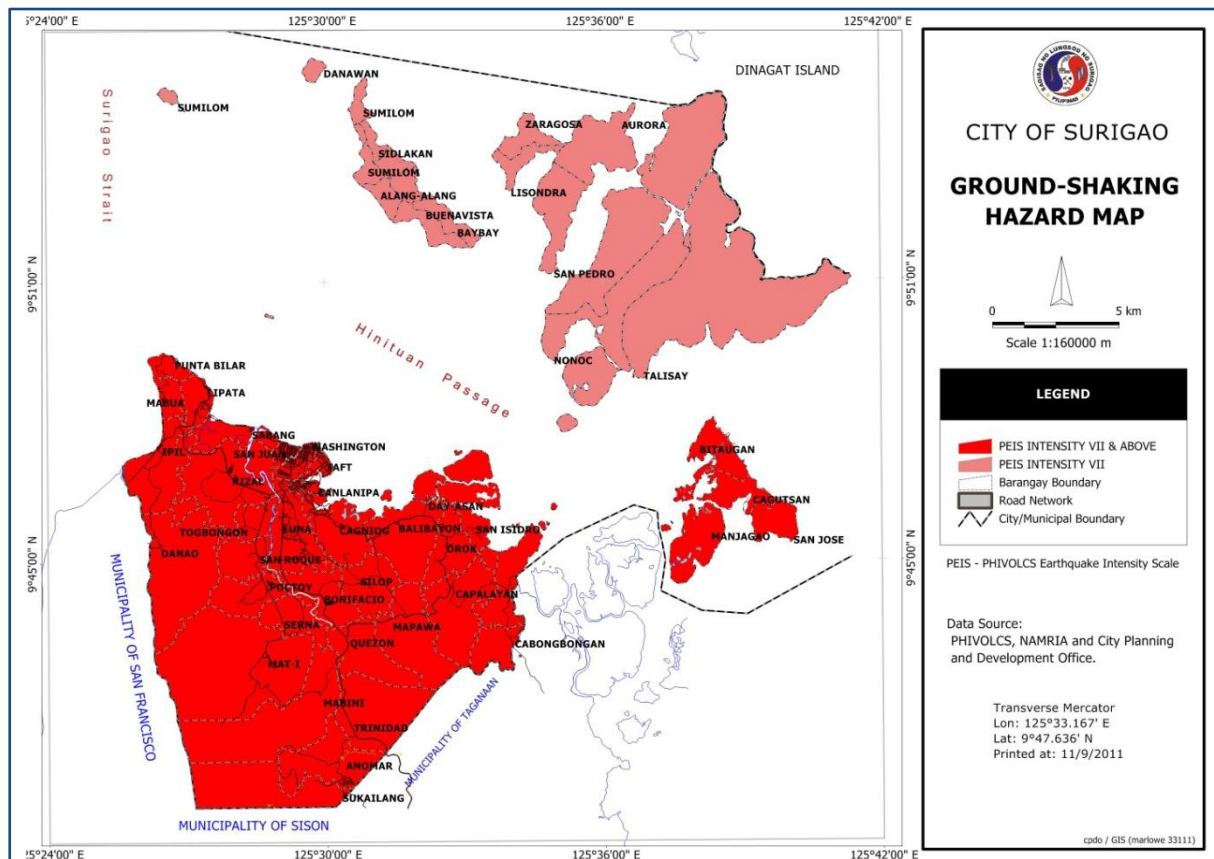 :5°24'00" E
125°30'00" E
125°36'00" E
125°42'00" E
DINAGAT ISLAND
DANAWAN
SUMILOM
SUMILOM
Surigao Strait
ZARAGOSA
AURORA
SIDLAKAN
SUMILOM
LISONDRA
ALANG-ALANG
BUENAVISTA
BAYBAY
SAN PEDRO
9°51'00" N
9°51'00" N
Hinituan Passage
NONOC
TALISAY
PUNTA BILAR
LIPATA
MABUA
SABANG
WASHINGTON
IPIL
SAN JUAN
TAFT
BITAUGAN
RIZAL
CANLANIPA
CAGUTSAN
DAY-ASAN
TOGBONGON
LUNA
CAGNIOG
BALIBAYON
SAN ISIDRO
MANJAGAO
SAN JOSE
DANAO
OROK
SAN ROQUE
9°45'00" N
9°45'00" N
SILOP
POCTOY
CAPALAYAN
BONIFACIO
SERNA
MAPAWA
QUEZON
CABONGBONGAN
MAT-I
MABINI
TRINIDAD
ANOMAR
SUKAILANG
MUNICIPALITY OF SAN FRANCISCO
MUNICIPALITY OF TAGANAAN
MUNICIPALITY OF SISON
:5°24'00" E
125°30'00" E
125°36'00" E
125°42'00" E
CITY OF SURIGAO
GROUND-SHAKING
HAZARD MAP
0 5 km
Scale 1:160000 m
LEGEND
PEIS INTENSITY VII & ABOVE
PEIS INTENSITY VII
Barangay Boundary
Road Network
City/Municipal Boundary
PEIS - PHIVOLCS Earthquake Intensity Scale
Data Source:
PHIVOLCS, NAMRIA and City Planning
and Development Office.
Transverse Mercator
Lon: 125°33.167' E
Lat: 9°47.636' N
Printed at: 11/9/2011
cpdo / GIS (marlowe 33111)